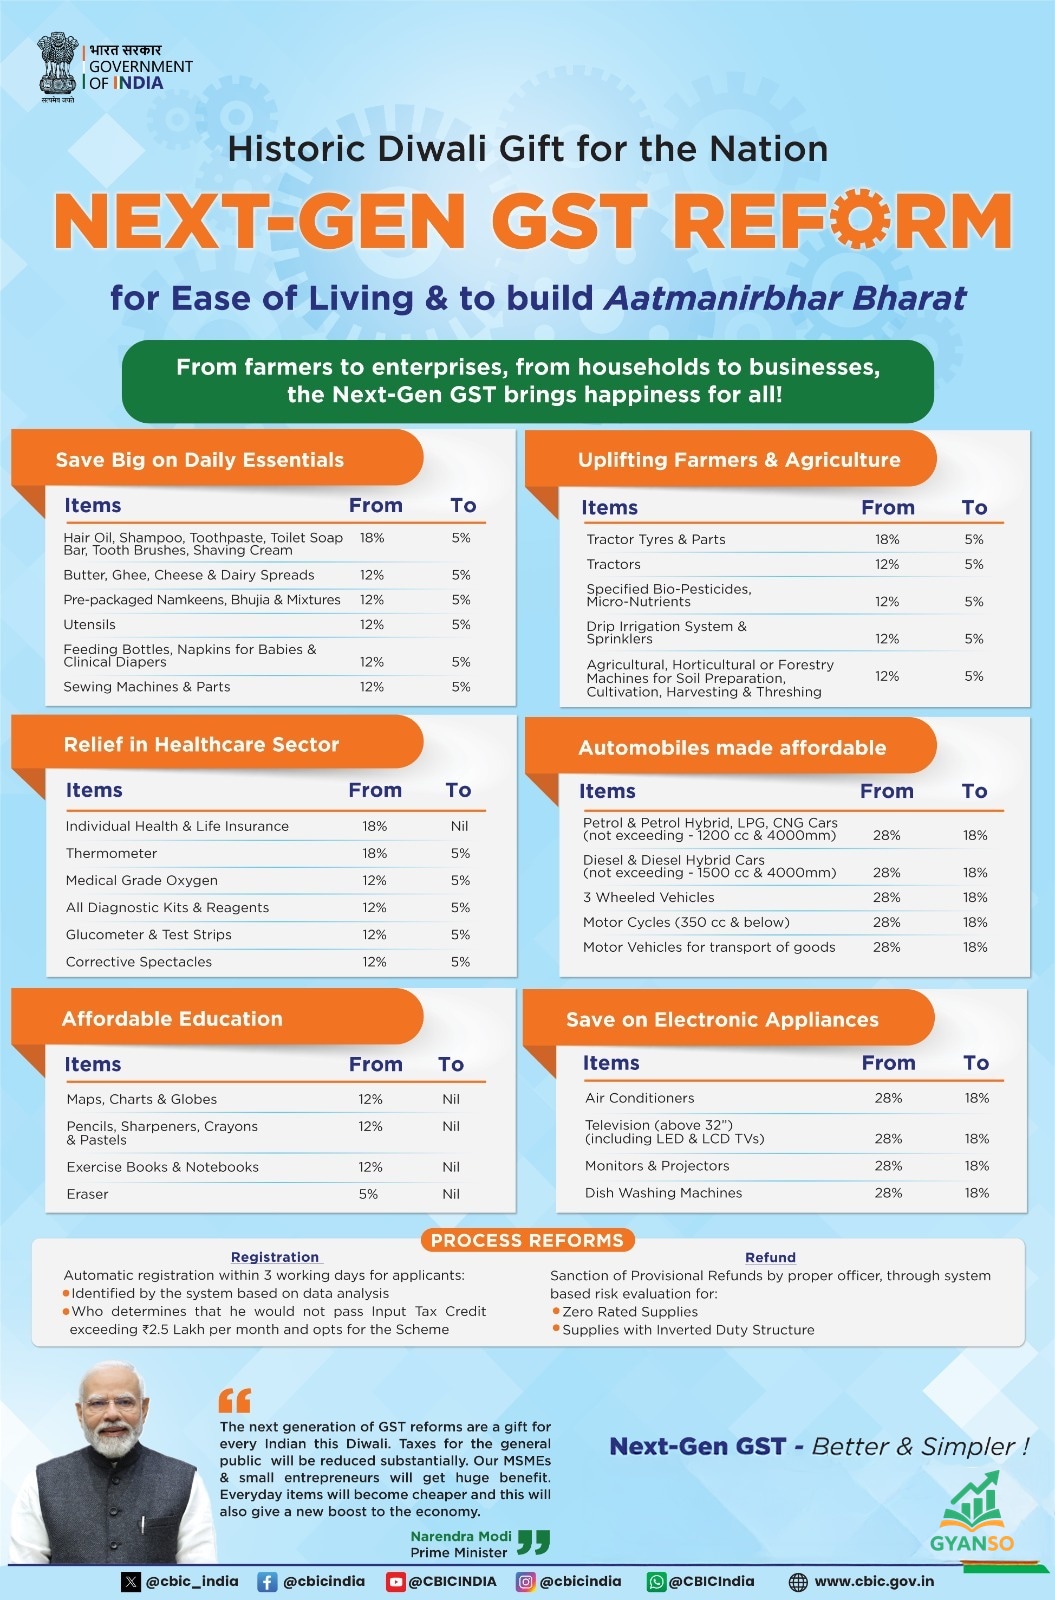 भारत सरकार
GOVERNMENT
OF INDIA
सत्यमेव जयते
Historic Diwali Gift for the Nation
NEXT-GEN GST REFORM
for Ease of Living & to build Aatmanirbhar Bharat
From farmers to enterprises, from households to businesses,
the Next-Gen GST brings happiness for all!
Save Big on Daily Essentials
Items From To
Hair Oil, Shampoo, Toothpaste, Toilet Soap 18% 5%
Bar, Tooth Brushes, Shaving Cream
Butter, Ghee, Cheese & Dairy Spreads 12% 5%
Pre-packaged Namkeens, Bhujia & Mixtures 12% 5%
Utensils 12% 5%
Feeding Bottles, Napkins for Babies &
Clinical Diapers 12% 5%
Sewing Machines & Parts 12% 5%
Uplifting Farmers & Agriculture
Items From To
Tractor Tyres & Parts 18% 5%
Tractors 12% 5%
Specified Bio-Pesticides,
Micro-Nutrients 12% 5%
Drip Irrigation System &
Sprinklers 12% 5%
Agricultural, Horticultural or Forestry
Machines for Soil Preparation, 12% 5%
Cultivation, Harvesting & Threshing
Relief in Healthcare Sector
Items From To
Individual Health & Life Insurance 18% Nil
Thermometer 18% 5%
Medical Grade Oxygen 12% 5%
All Diagnostic Kits & Reagents 12% 5%
Glucometer & Test Strips 12% 5%
Corrective Spectacles 12% 5%
Automobiles made affordable
Items From To
Petrol & Petrol Hybrid, LPG, CNG Cars
(not exceeding - 1200 cc & 4000mm) 28% 18%
Diesel & Diesel Hybrid Cars
(not exceeding - 1500 cc & 4000mm) 28% 18%
3 Wheeled Vehicles 28% 18%
Motor Cycles (350 cc & below) 28% 18%
Motor Vehicles for transport of goods 28% 18%
Affordable Education
Items From To
Maps, Charts & Globes 12% Nil
Pencils, Sharpeners, Crayons 12% Nil
& Pastels
Exercise Books & Notebooks 12% Nil
Eraser 5% Nil
Save on Electronic Appliances
Items From To
Air Conditioners 28% 18%
Television (above 32")
(including LED & LCD TVs) 28% 18%
Monitors & Projectors 28% 18%
Dish Washing Machines 28% 18%
PROCESS REFORMS
Registration
Automatic registration within 3 working days for applicants:
•Identified by the system based on data analysis
•Who determines that he would not pass Input Tax Credit
exceeding ₹2.5 Lakh per month and opts for the Scheme
Refund
Sanction of Provisional Refunds by proper officer, through system
based risk evaluation for:
•Zero Rated Supplies
•Supplies with Inverted Duty Structure
“
The next generation of GST reforms are a gift for
every Indian this Diwali. Taxes for the general
public will be reduced substantially. Our MSMEs
& small entrepreneurs will get huge benefit.
Everyday items will become cheaper and this will
also give a new boost to the economy.
Narendra Modi ”
Prime Minister
Next-Gen GST - Better & Simpler !
GYANSO
@cbic_india @cbicindia @CBICINDIA @cbicindia @CBICIndia www.cbic.gov.in